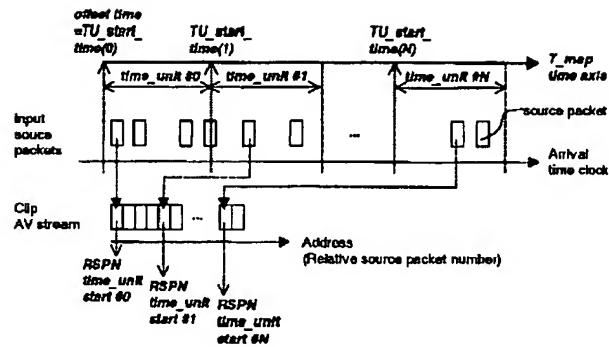 offset time
=TU_start_
time(0)
TU_start_
time(1)
TU_start_
time(N)
T_map
time axis
time_unit #0
time_unit #1
time_unit #N
source packet
Input
souce
packets
...
Arrival
time clock
Clip
AV stream
...
Address
(Relative source packet number)
RSPN
time_unit
start #0
RSPN
time_unit
start #1
RSPN
time_unit
start #N